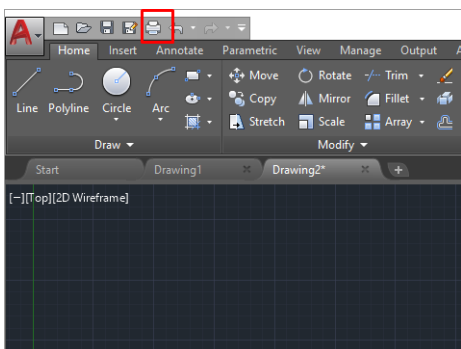 A
Home Insert Annotate Parametric View Manage Output A
Move Rotate Trim
Copy Mirror Fillet
Line Polyline Circle Arc
Stretch Scale Array
Draw Modify
Start Drawing1 Drawing2* +
[−][Top][2D Wireframe]